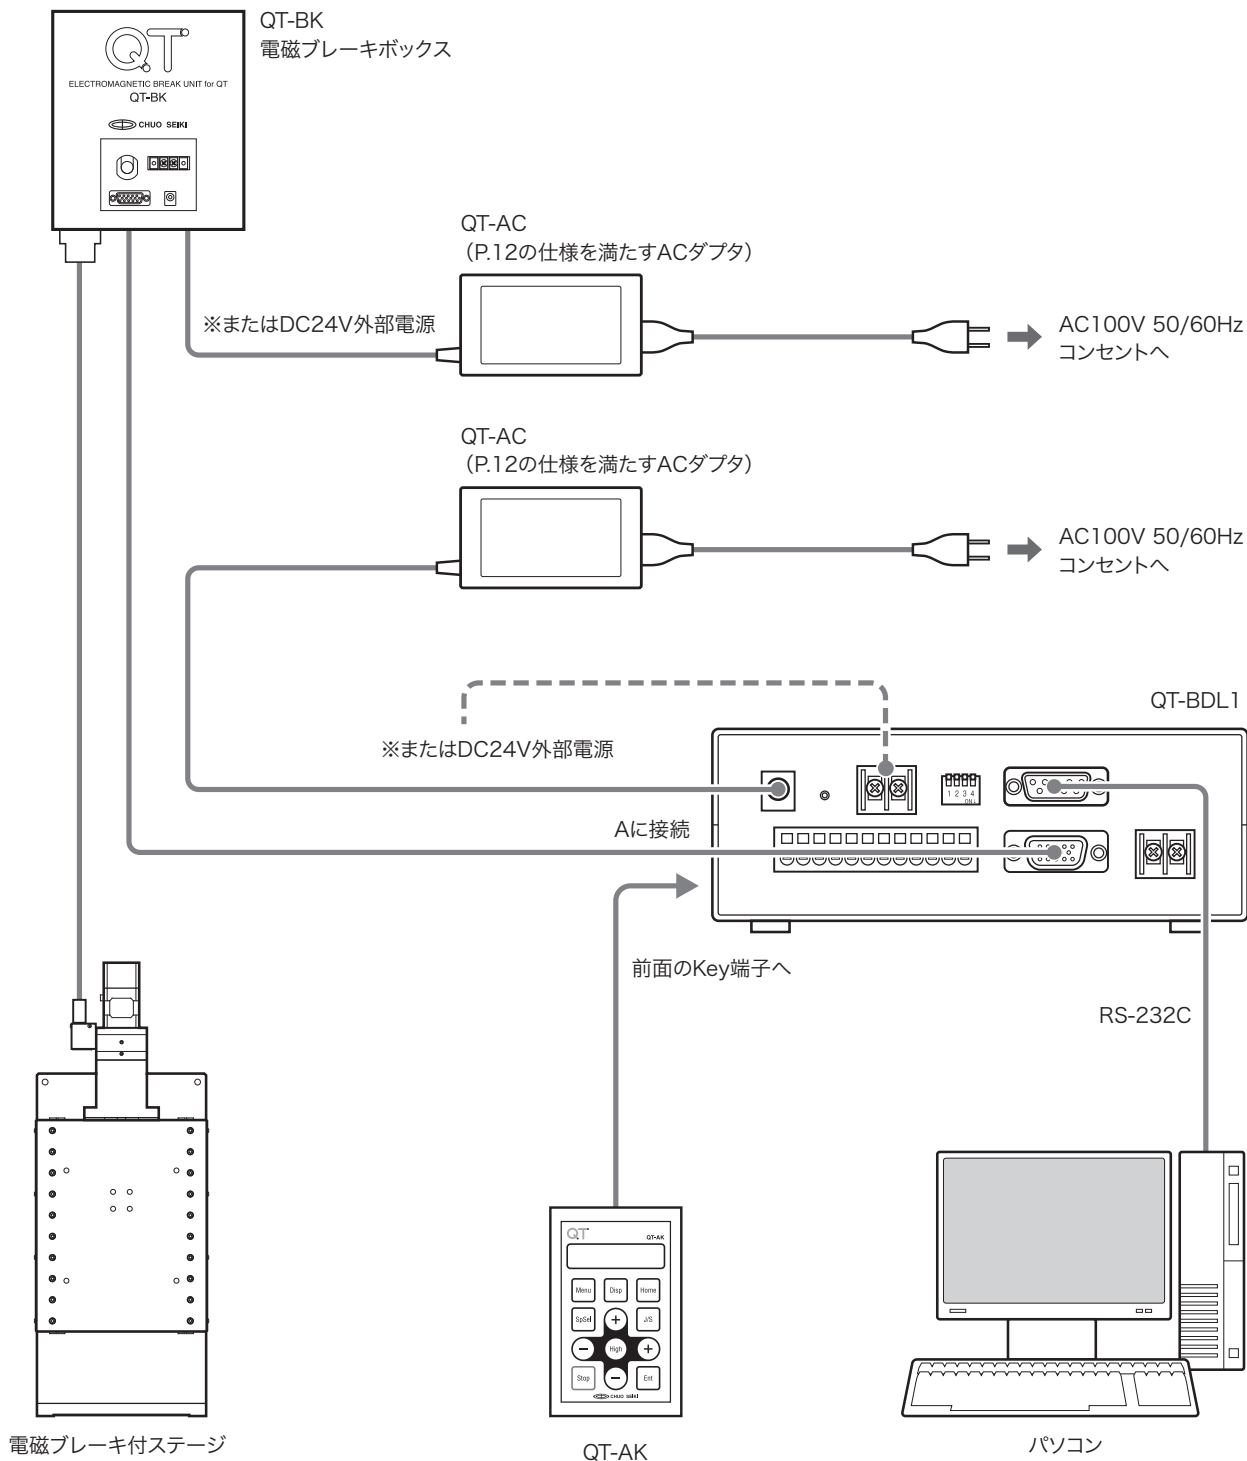 QT-BK
電磁ブレーキボックス
QT
ELECTROMAGNETIC BREAK UNIT for QT
QT-BK
CHUO SEIKI
QT-AC
（P.12の仕様を満たすACダプタ）
※またはDC24V外部電源
AC100V 50/60Hz
コンセントへ
QT-AC
（P.12の仕様を満たすACダプタ）
AC100V 50/60Hz
コンセントへ
QT-BDL1
※またはDC24V外部電源
1 2 3 4
ON↓
Aに接続
前面のKey端子へ
RS-232C
QT
QT-AK
Menu Disp Home
SpSel + J/S
− High +
Stop − Ent
CHUO SEIKI
電磁ブレーキ付ステージ
QT-AK
パソコン